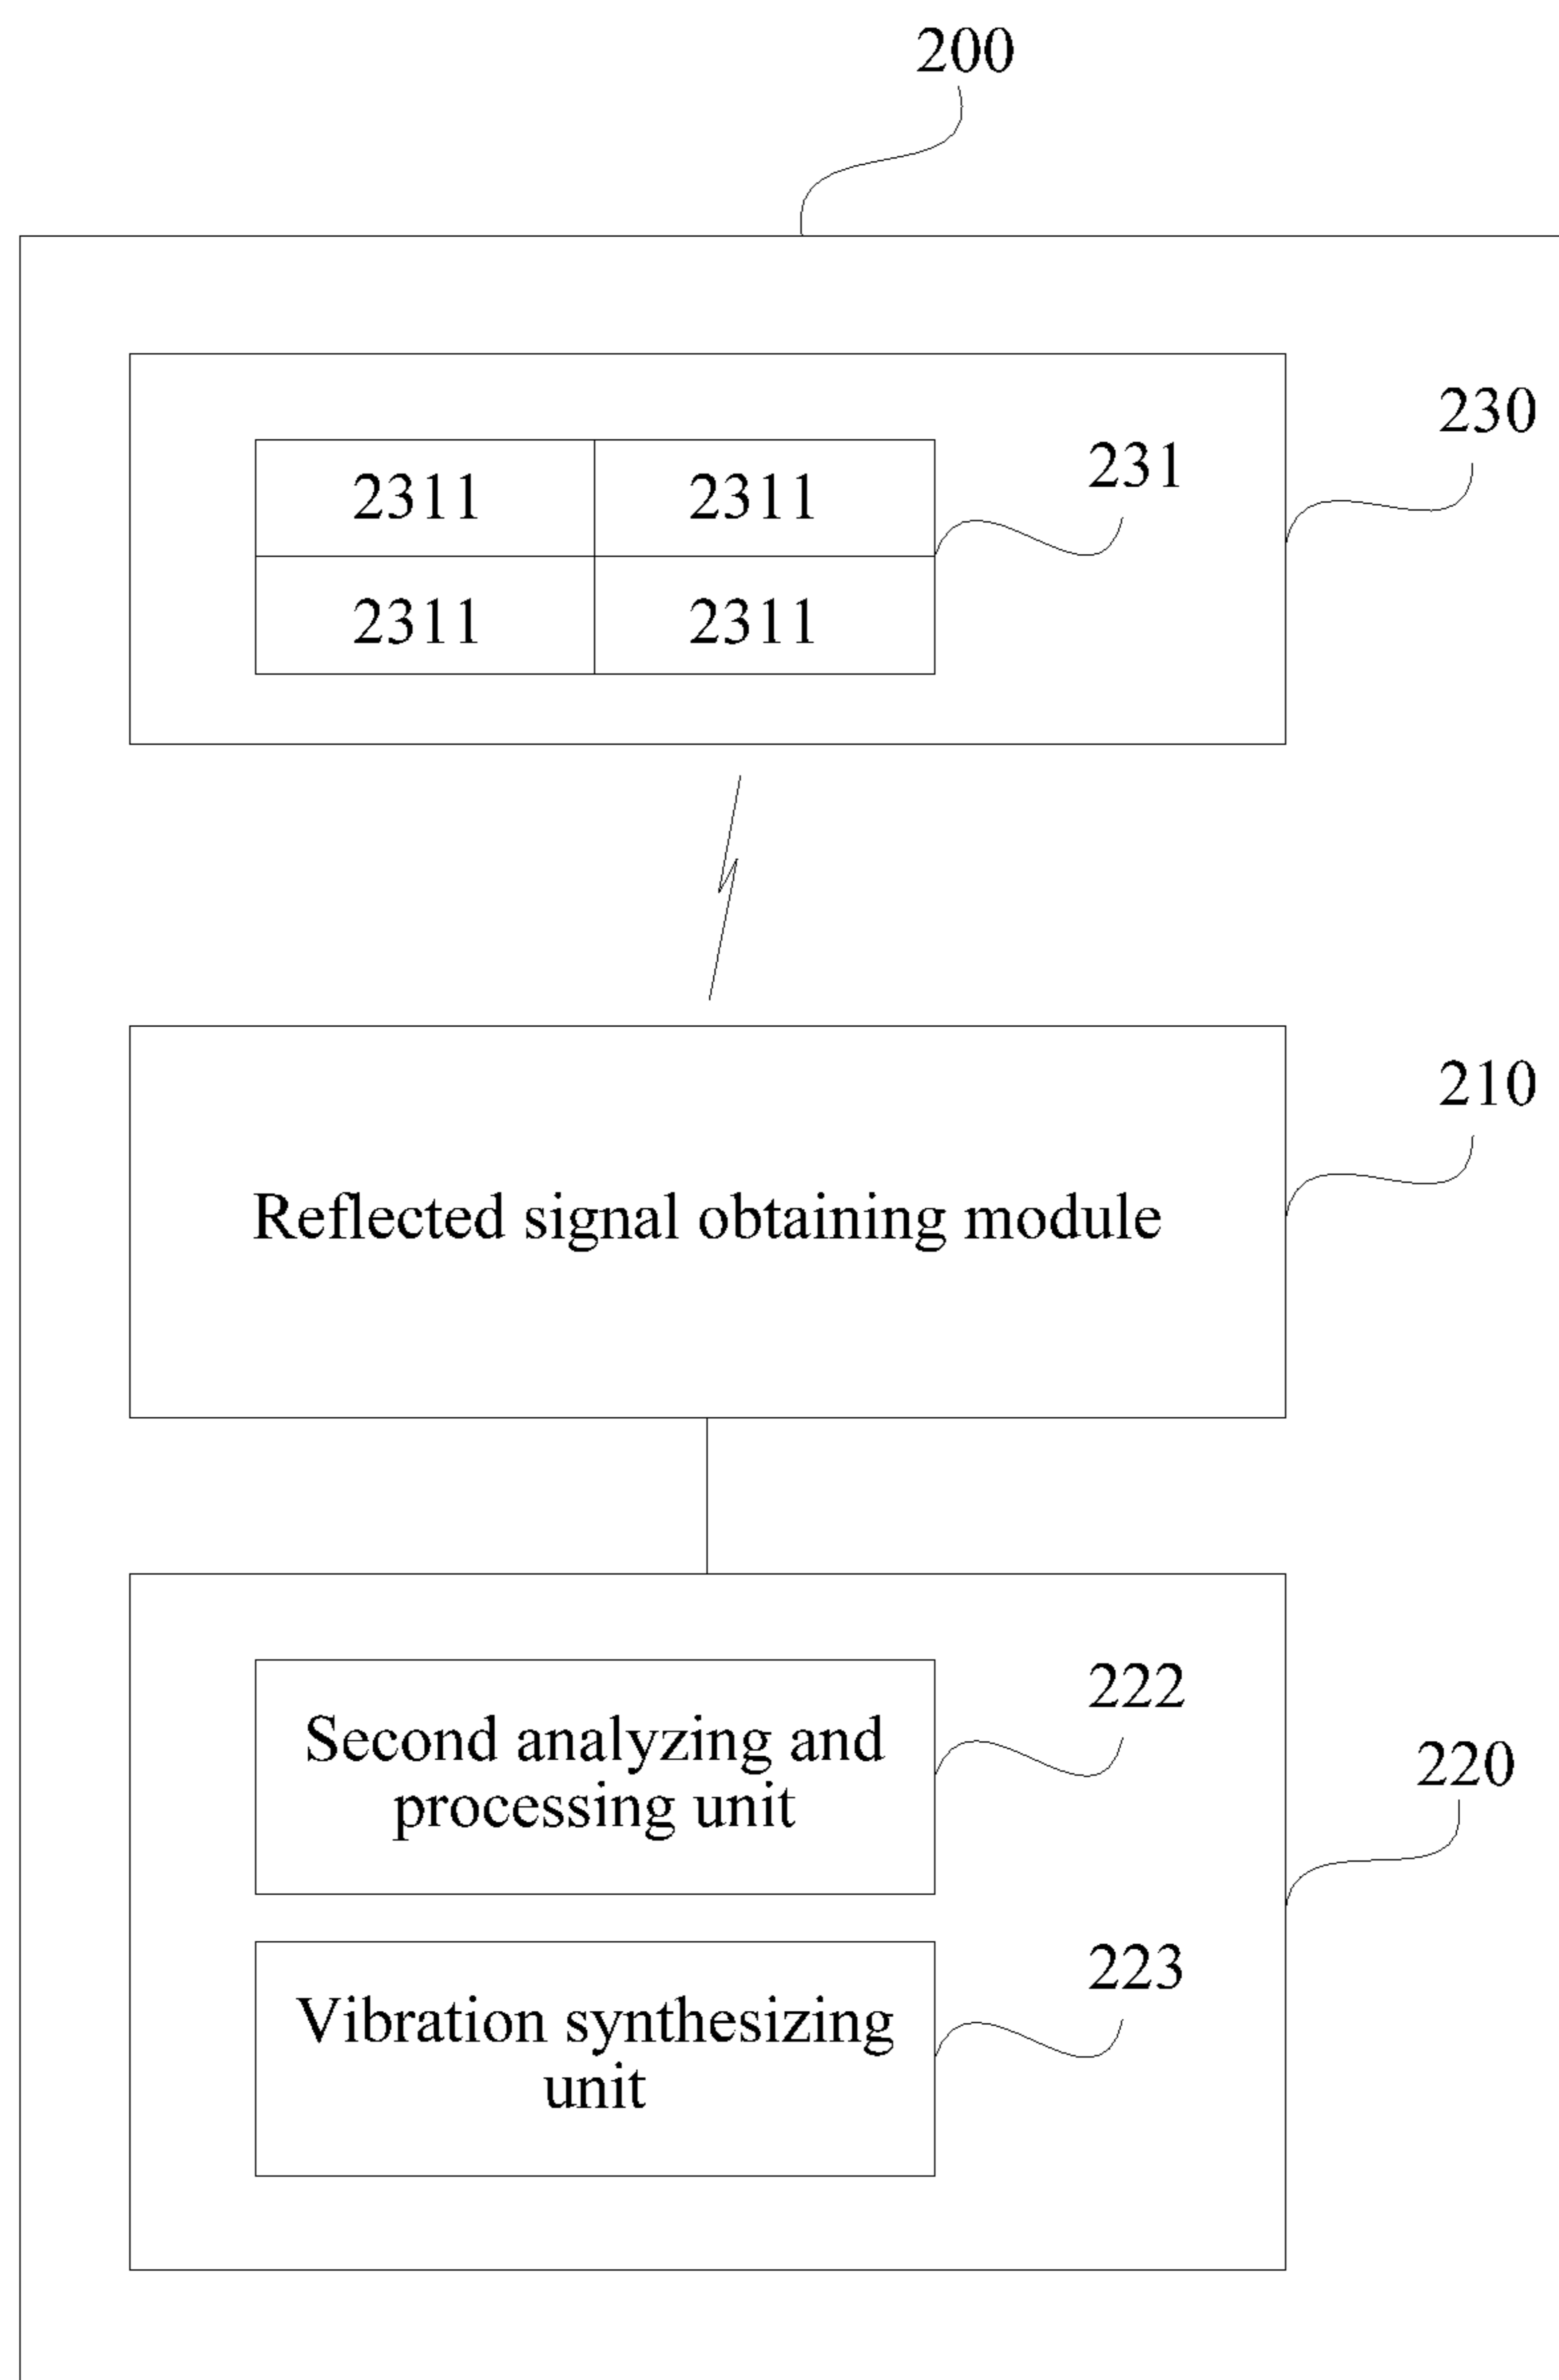 200
230
231
2311 2311
2311 2311
210
Reflected signal obtaining module
222
Second analyzing and
processing unit
220
223
Vibration synthesizing
unit